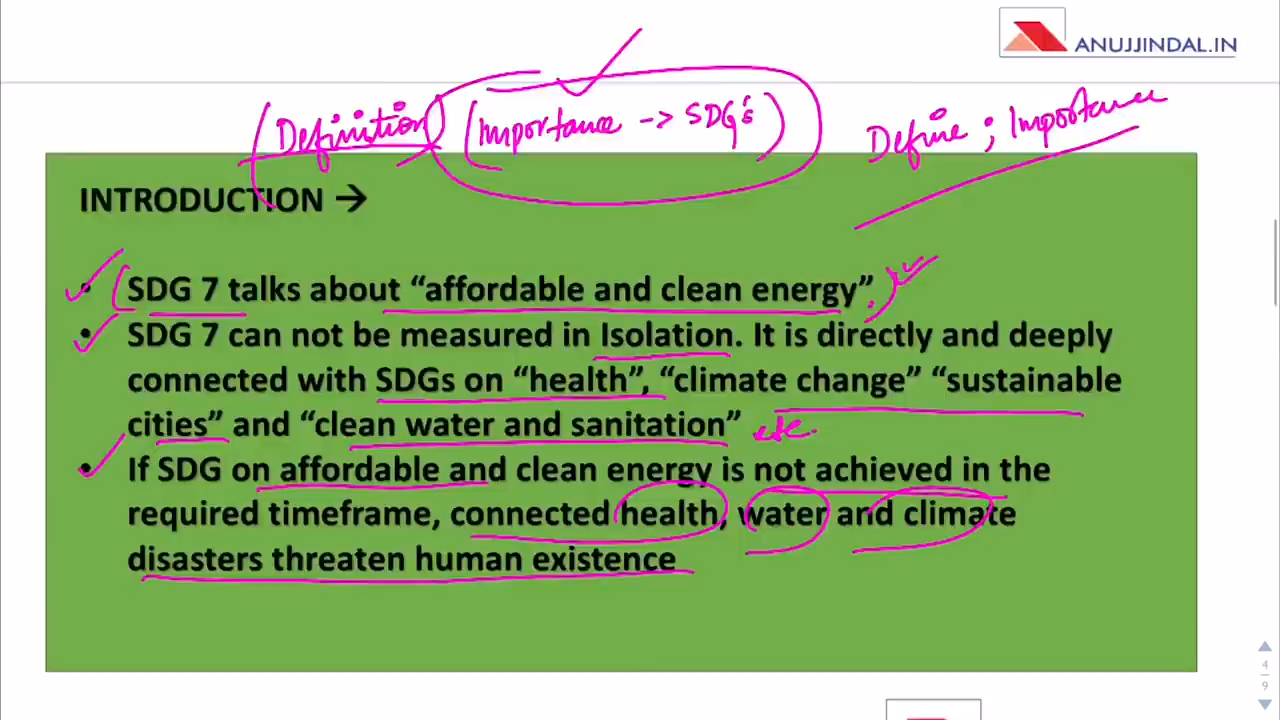 ANUJJINDAL.IN
(Definition) (Importance -> SDG's)
Define ; Importance
INTRODUCTION →
• SDG 7 talks about “affordable and clean energy”.
• SDG 7 can not be measured in Isolation. It is directly and deeply
connected with SDGs on “health”, “climate change” “sustainable
cities” and “clean water and sanitation” etc.
• If SDG on affordable and clean energy is not achieved in the
required timeframe, connected health, water and climate
disasters threaten human existence
4
9